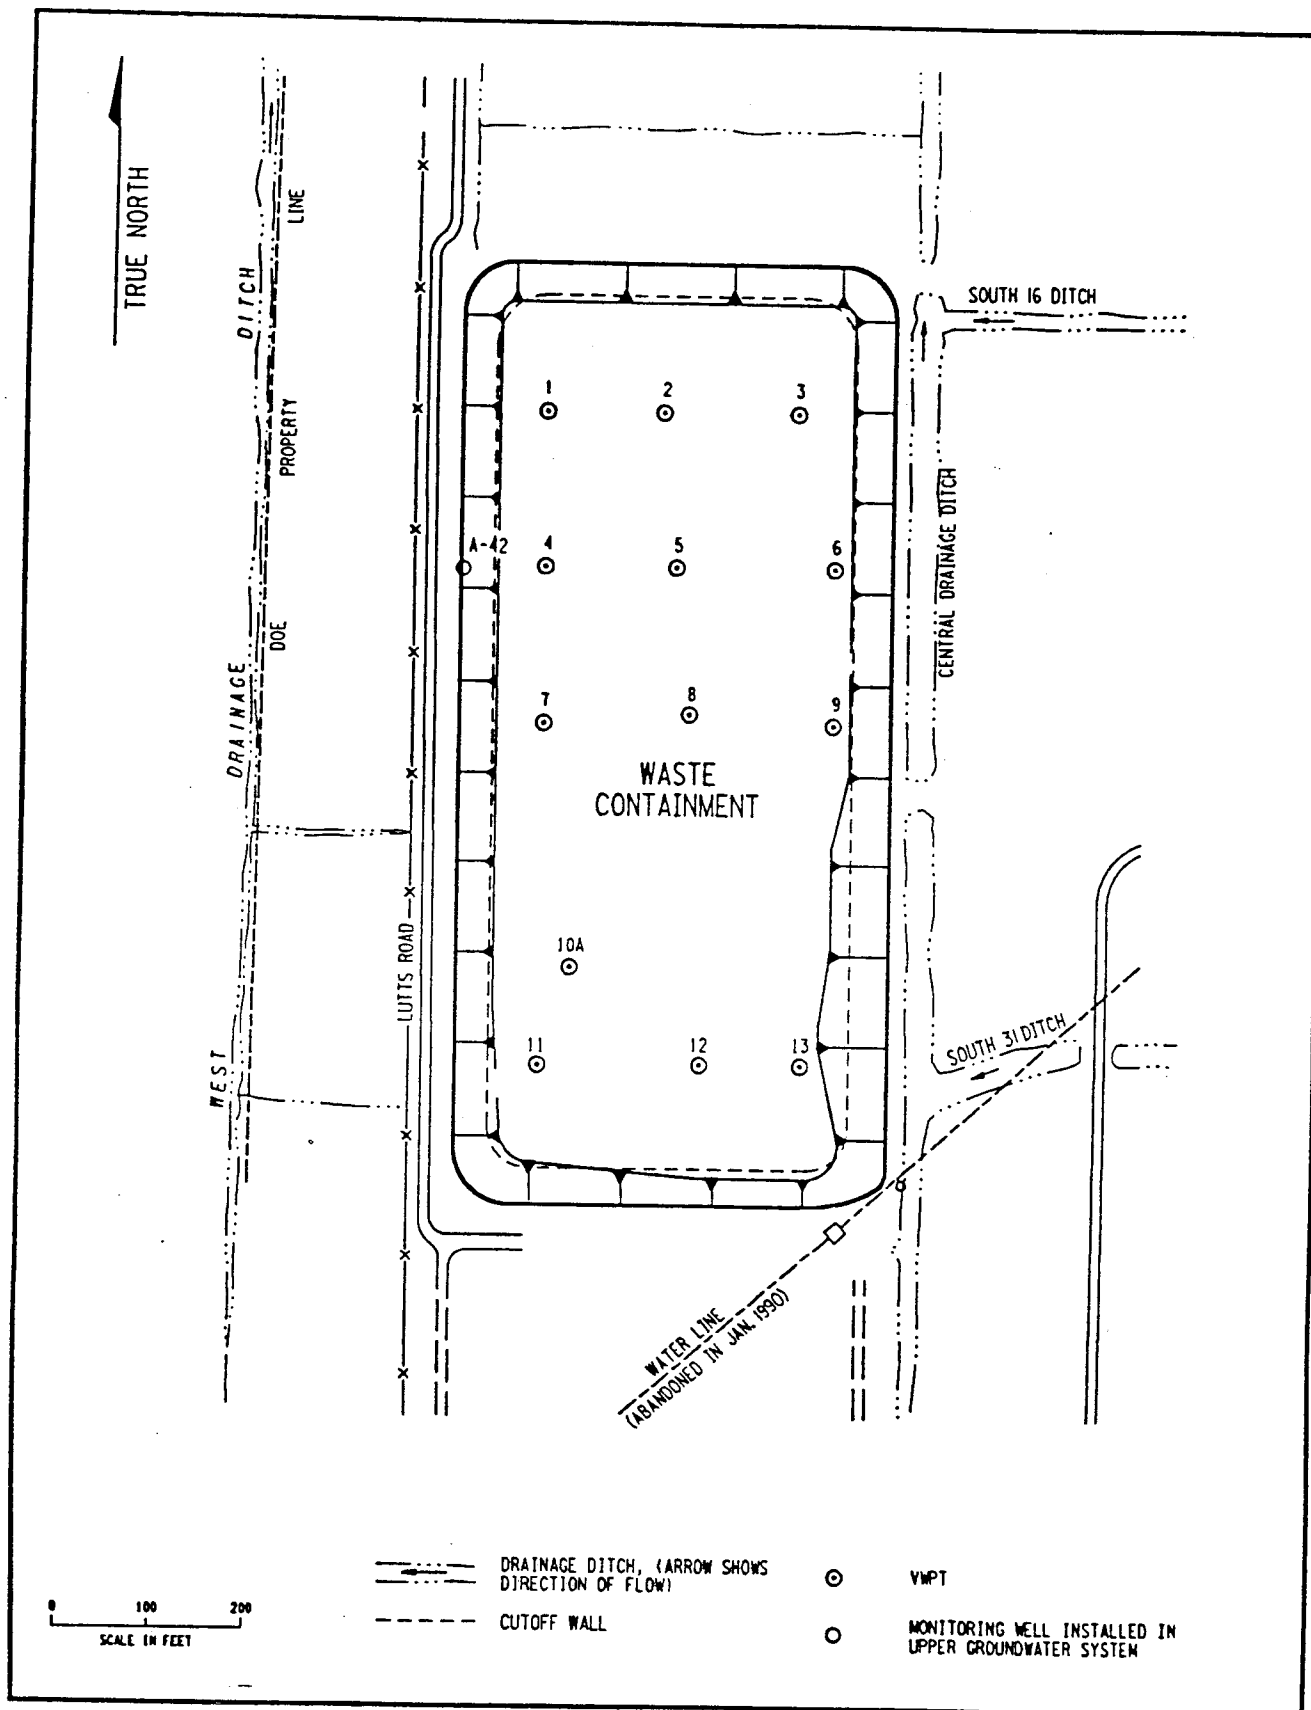 TRUE NORTH
WEST DRAINAGE DITCH
DOE PROPERTY LINE
LUTTS ROAD
SOUTH 16 DITCH
1
2
3
A-42
4
5
6
CENTRAL DRAINAGE DITCH
7
8
9
WASTE
CONTAINMENT
10A
11
12
13
SOUTH 31 DITCH
WATER LINE
(ABANDONED IN JAN. 1990)
0 100 200
SCALE IN FEET
DRAINAGE DITCH, (ARROW SHOWS
DIRECTION OF FLOW)
CUTOFF WALL
VWPT
MONITORING WELL INSTALLED IN
UPPER GROUNDWATER SYSTEM